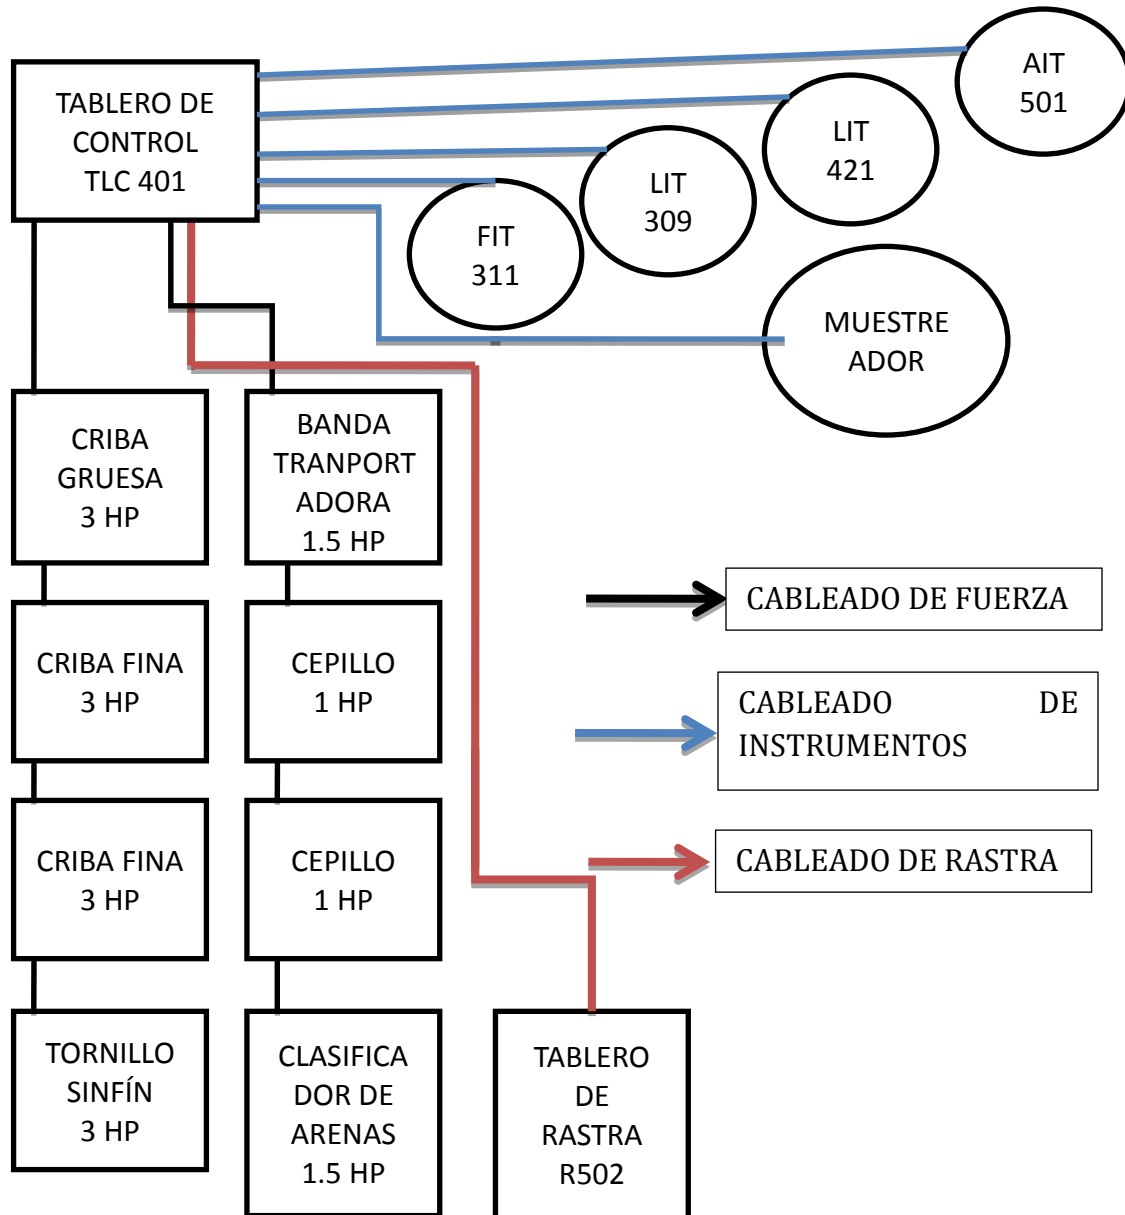 TABLERO DE
CONTROL
TLC 401
AIT
501
LIT
421
LIT
309
FIT
311
MUESTRE
ADOR
CRIBA
GRUESA
3 HP
BANDA
TRANPORT
ADORA
1.5 HP
CRIBA FINA
3 HP
CEPILLO
1 HP
CRIBA FINA
3 HP
CEPILLO
1 HP
TORNILLO
SINFÍN
3 HP
CLASIFICA
DOR DE
ARENAS
1.5 HP
TABLERO
DE
RASTRA
R502
CABLEADO DE FUERZA
CABLEADO DE
INSTRUMENTOS
CABLEADO DE RASTRA